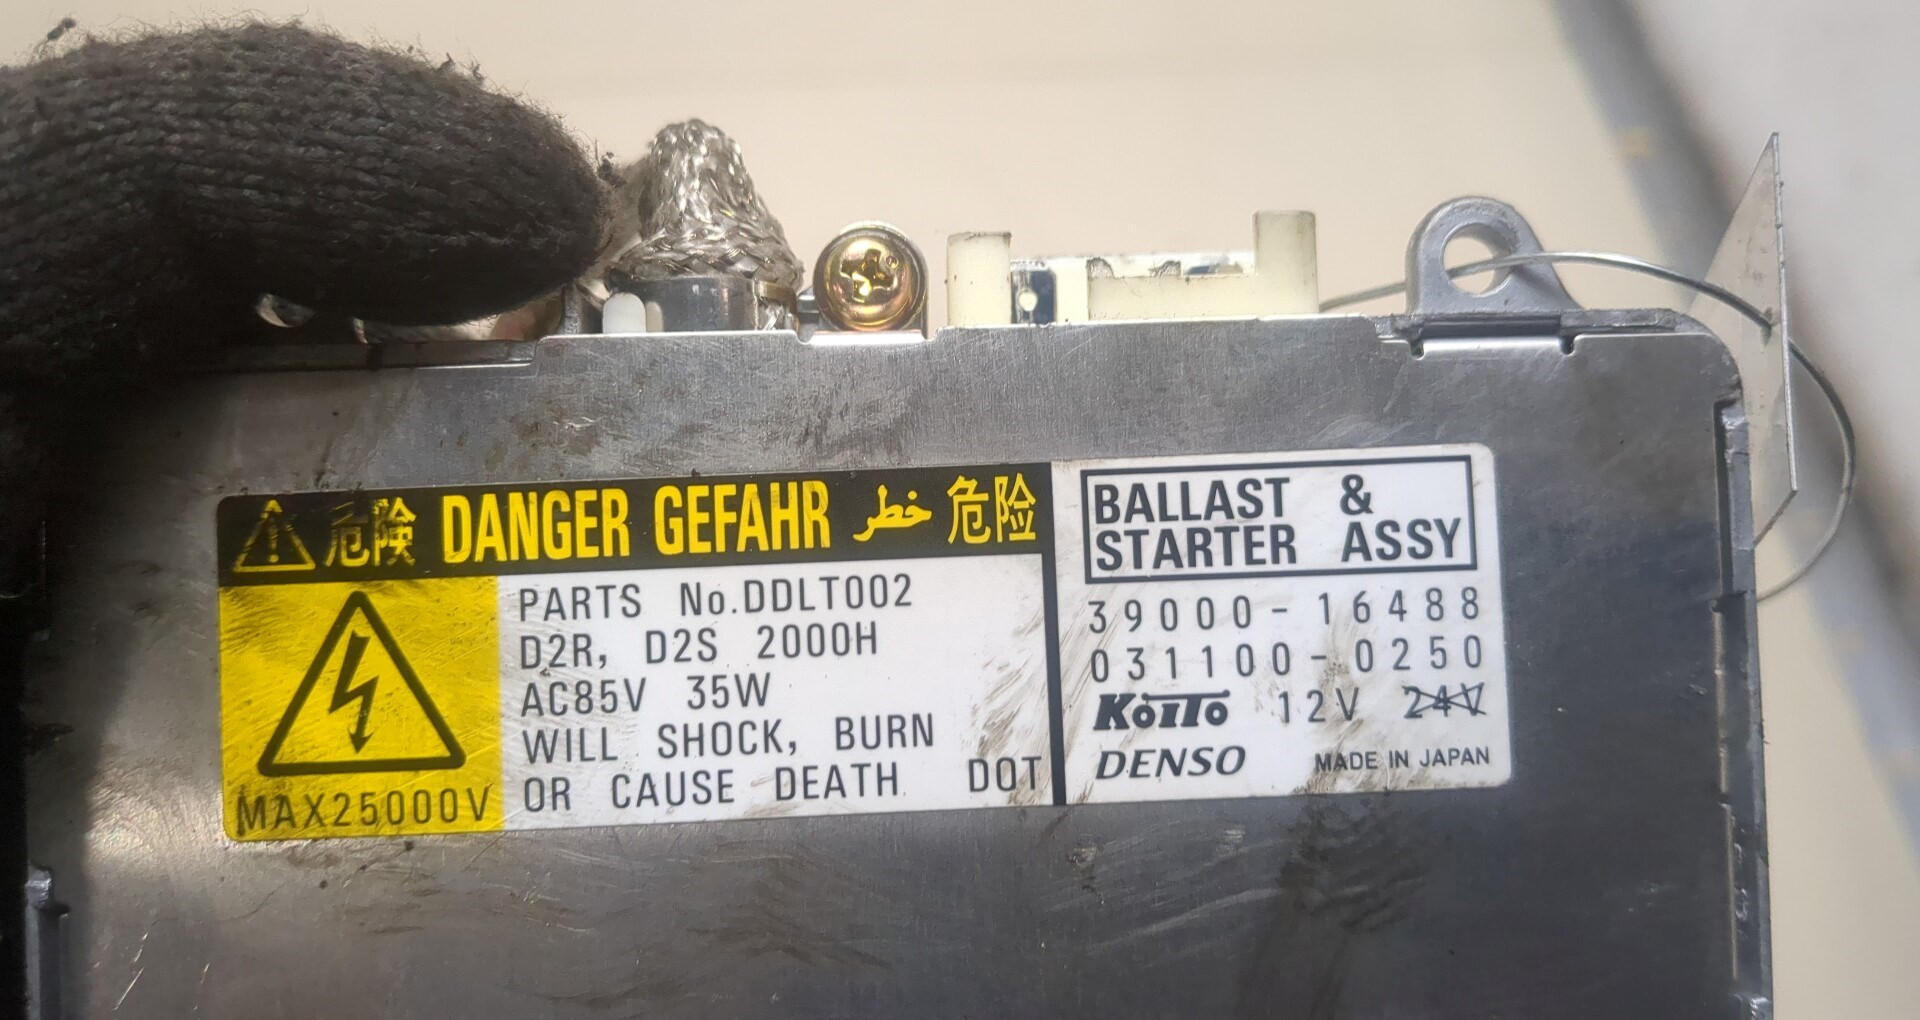 危険 DANGER GEFAHR خطر 危险
PARTS No.DDLT002
D2R, D2S 2000H
AC85V 35W
WILL SHOCK, BURN
OR CAUSE DEATH DOT
MAX25000V
BALLAST &
STARTER ASSY
39000-16488
031100-0250
KOITO 12V 24V
DENSO MADE IN JAPAN